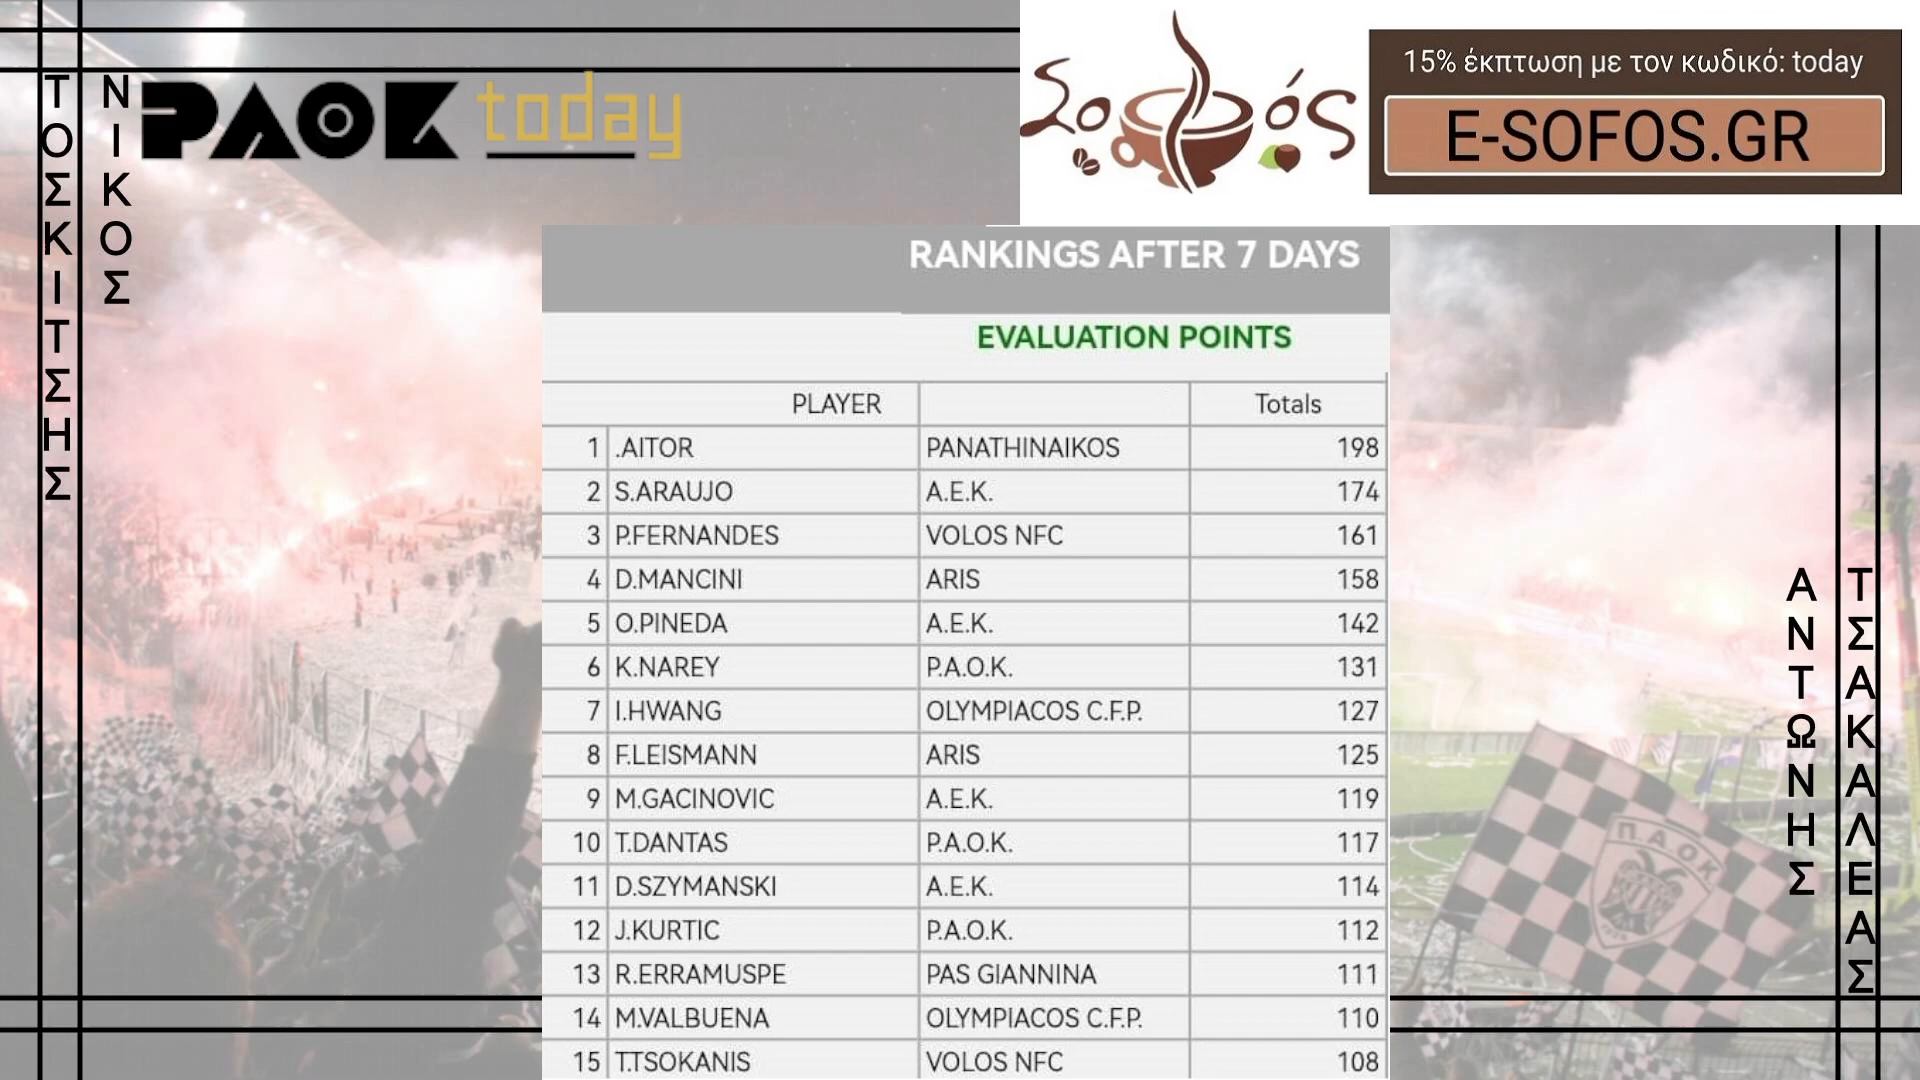 ΤΟΣΚΙΤΣΗΣ
ΝΙΚΟΣ
PAOK today
Σοφός
15% έκπτωση με τον κωδικό: today
E-SOFOS.GR
RANKINGS AFTER 7 DAYS
EVALUATION POINTS
PLAYER Totals
1 .AITOR PANATHINAIKOS 198
2 S.ARAUJO A.E.K. 174
3 P.FERNANDES VOLOS NFC 161
4 D.MANCINI ARIS 158
5 O.PINEDA A.E.K. 142
6 K.NAREY P.A.O.K. 131
7 I.HWANG OLYMPIACOS C.F.P. 127
8 F.LEISMANN ARIS 125
9 M.GACINOVIC A.E.K. 119
10 T.DANTAS P.A.O.K. 117
11 D.SZYMANSKI A.E.K. 114
12 J.KURTIC P.A.O.K. 112
13 R.ERRAMUSPE PAS GIANNINA 111
14 M.VALBUENA OLYMPIACOS C.F.P. 110
15 T.TSOKANIS VOLOS NFC 108
ΑΝΤΩΝΗΣ
ΤΣΑΚΑΛΕΑΣ
Π.Α.Ο.Κ